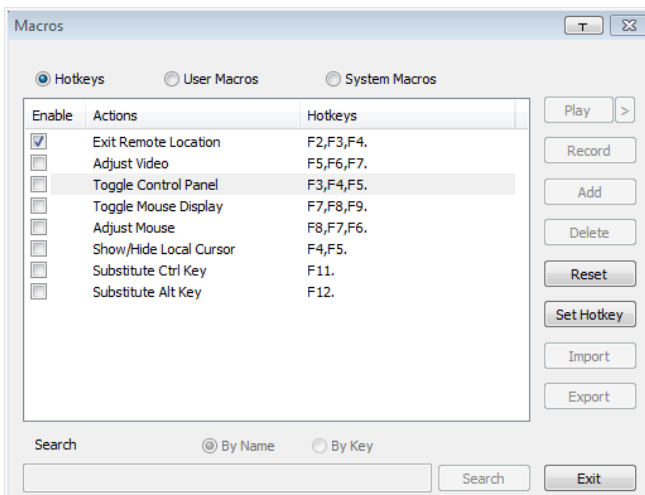 Macros T
Hotkeys User Macros System Macros
Enable Actions Hotkeys
Exit Remote Location F2,F3,F4.
Adjust Video F5,F6,F7.
Toggle Control Panel F3,F4,F5.
Toggle Mouse Display F7,F8,F9.
Adjust Mouse F8,F7,F6.
Show/Hide Local Cursor F4,F5.
Substitute Ctrl Key F11.
Substitute Alt Key F12.
Play >
Record
Add
Delete
Reset
Set Hotkey
Import
Export
Search By Name By Key
Search Exit